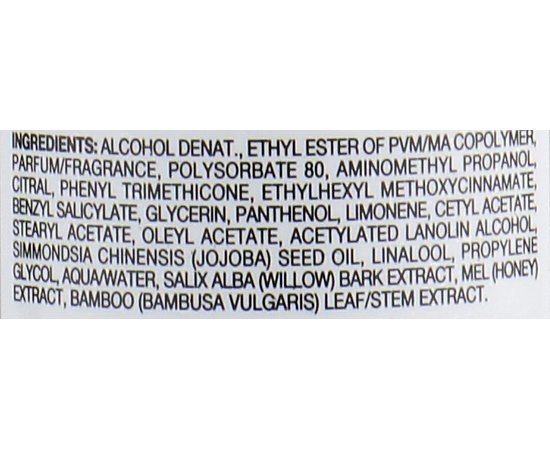 INGREDIENTS: ALCOHOL DENAT., ETHYL ESTER OF PVM/MA COPOLYMER,
PARFUM/FRAGRANCE, POLYSORBATE 80, AMINOMETHYL PROPANOL,
CITRAL, PHENYL TRIMETHICONE, ETHYLHEXYL METHOXYCINNAMATE,
BENZYL SALICYLATE, GLYCERIN, PANTHENOL, LIMONENE, CETYL ACETATE,
STEARYL ACETATE, OLEYL ACETATE, ACETYLATED LANOLIN ALCOHOL,
SIMMONDSIA CHINENSIS (JOJOBA) SEED OIL, LINALOOL, PROPYLENE
GLYCOL, AQUA/WATER, SALIX ALBA (WILLOW) BARK EXTRACT, MEL (HONEY)
EXTRACT, BAMBOO (BAMBUSA VULGARIS) LEAF/STEM EXTRACT.